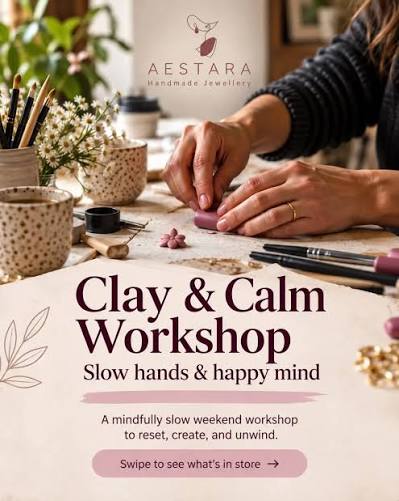 AESTARA
Handmade Jewellery
Clay & Calm
Workshop
Slow hands & happy mind
A mindfully slow weekend workshop
to reset, create, and unwind.
Swipe to see what's in store →